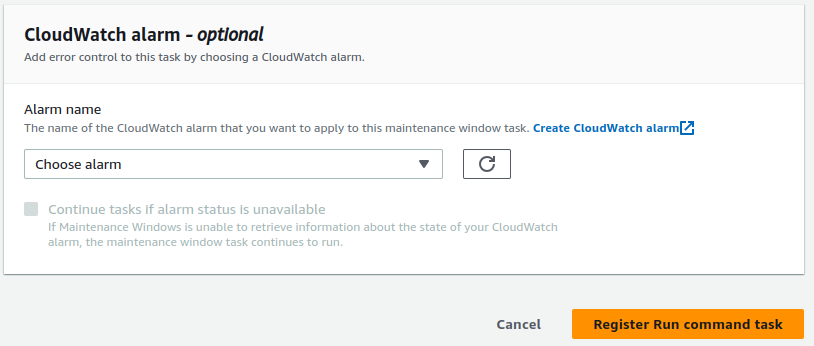 CloudWatch alarm - optional
Add error control to this task by choosing a CloudWatch alarm.
Alarm name
The name of the CloudWatch alarm that you want to apply to this maintenance window task. Create CloudWatch alarm
Choose alarm
Continue tasks if alarm status is unavailable
If Maintenance Windows is unable to retrieve information about the state of your CloudWatch
alarm, the maintenance window task continues to run.
Cancel Register Run command task